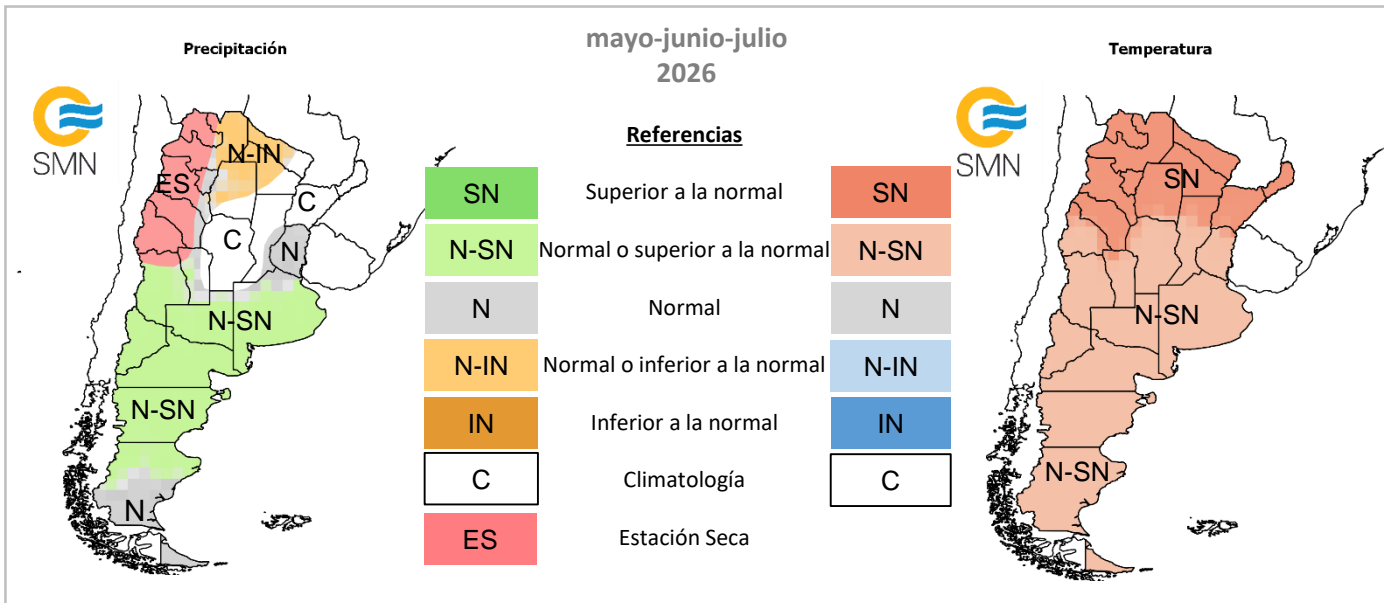 mayo-junio-julio
2026
Precipitación
SMN
N-IN
ES
C
C
N
N-SN
N-SN
N
Referencias
SN
Superior a la normal
SN
N-SN
Normal o superior a la normal
N-SN
N
Normal
N
N-IN
Normal o inferior a la normal
N-IN
IN
Inferior a la normal
IN
C
Climatología
C
ES
Estación Seca
Temperatura
SMN
SN
N-SN
N-SN